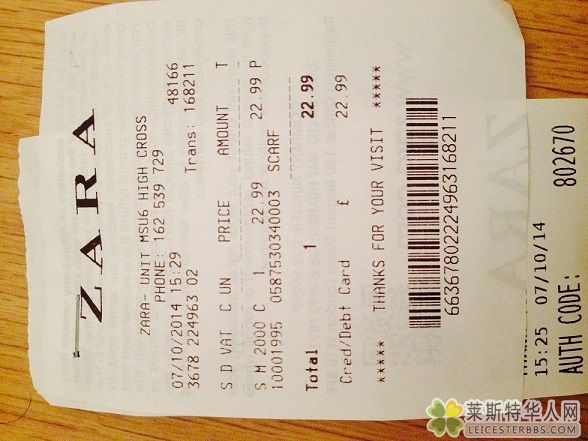 ZARA
ZARA- UNIT MSU6 HIGH CROSS
PHONE: 162 539 729
07/10/2014 15:29 48166
3678 224963 02 Trans: 168211
S D VAT C UN PRICE AMOUNT T
S M 2000 C 1 22.99 22.99 P
10001995 05875303400​03 SCARF
Total 1 22.99
Cred/Debt Card £ 22.99
***** THANKS FOR YOUR VISIT *****
66367802224963168211
15:25 07/10/14
AUTH CODE: 802670
莱斯特华人网
LEICESTERBBS.COM